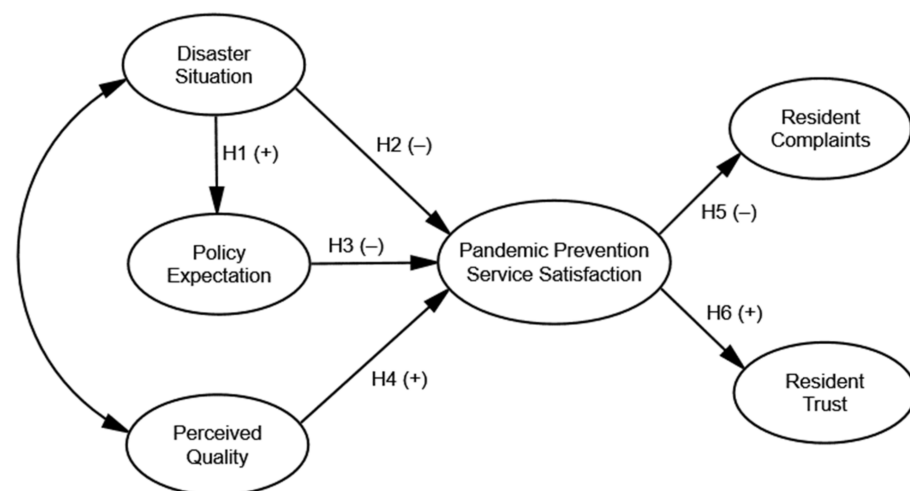 Disaster
Situation
H1 (+)
H2 (–)
Resident
Complaints
H5 (–)
Policy
Expectation
H3 (–)
Pandemic Prevention
Service Satisfaction
H4 (+)
H6 (+)
Resident
Trust
Perceived
Quality